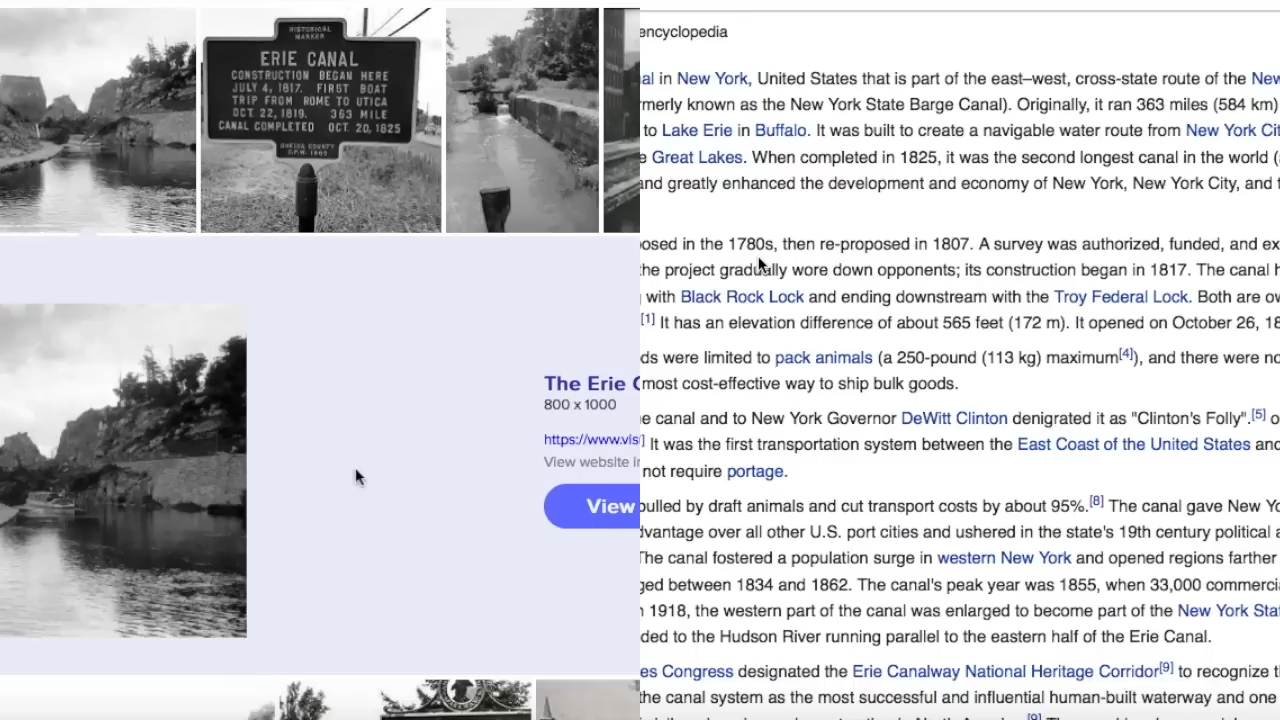 HISTORICAL
MARKER
ERIE CANAL
CONSTRUCTION BEGAN HERE
JULY 4, 1817. FIRST BOAT
TRIP FROM ROME TO UTICA
OCT. 22, 1819. 363 MILE
CANAL COMPLETED OCT. 20, 1825
ONEIDA COUNTY
The Erie
800 x 1000
https://www.vis
View website
View
encyclopedia
al in New York, United States that is part of the east–west, cross-state route of the New
rmerly known as the New York State Barge Canal). Originally, it ran 363 miles (584 km)
to Lake Erie in Buffalo. It was built to create a navigable water route from New York Ci
e Great Lakes. When completed in 1825, it was the second longest canal in the world (
and greatly enhanced the development and economy of New York, New York City, and t
osed in the 1780s, then re-proposed in 1807. A survey was authorized, funded, and ex
the project gradually wore down opponents; its construction began in 1817. The canal h
with Black Rock Lock and ending downstream with the Troy Federal Lock. Both are ow
[1] It has an elevation difference of about 565 feet (172 m). It opened on October 26, 18
ds were limited to pack animals (a 250-pound (113 kg) maximum[4]), and there were no
most cost-effective way to ship bulk goods.
e canal and to New York Governor DeWitt Clinton denigrated it as "Clinton's Folly".[5] o
] It was the first transportation system between the East Coast of the United States and
not require portage.
pulled by draft animals and cut transport costs by about 95%.[8] The canal gave New Yo
dvantage over all other U.S. port cities and ushered in the state's 19th century political a
The canal fostered a population surge in western New York and opened regions farther
ged between 1834 and 1862. The canal's peak year was 1855, when 33,000 commercia
1918, the western part of the canal was enlarged to become part of the New York Sta
ded to the Hudson River running parallel to the eastern half of the Erie Canal.
es Congress designated the Erie Canalway National Heritage Corridor[9] to recognize t
the canal system as the most successful and influential human-built waterway and one